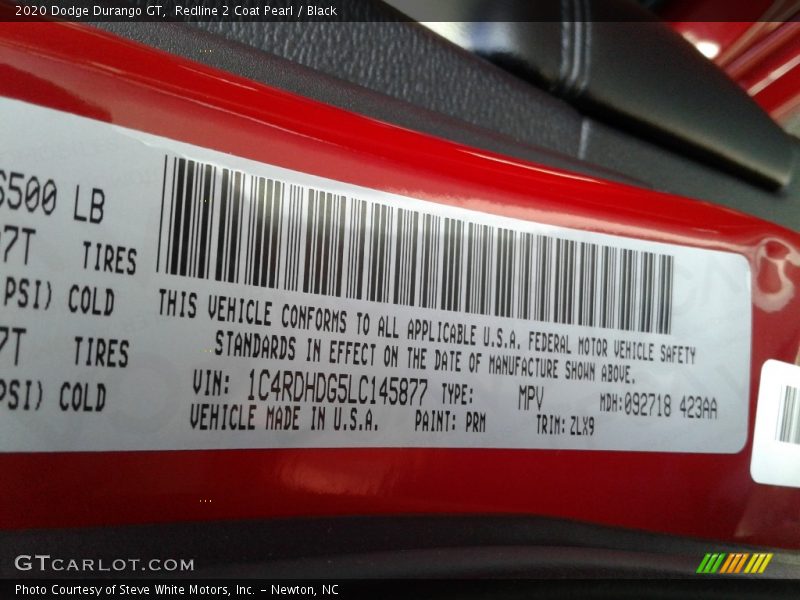 2020 Dodge Durango GT, Redline 2 Coat Pearl / Black
6500 LB
7T TIRES
PSI) COLD
7T TIRES
PSI) COLD
THIS VEHICLE CONFORMS TO ALL APPLICABLE U.S.A. FEDERAL MOTOR VEHICLE SAFETY
STANDARDS IN EFFECT ON THE DATE OF MANUFACTURE SHOWN ABOVE.
VIN: 1C4RDHDG5LC145877 TYPE: MPV MDH:092718 423AA
VEHICLE MADE IN U.S.A. PAINT: PRM TRIM: ZLX9
GTCARLOT.COM
Photo Courtesy of Steve White Motors, Inc. – Newton, NC